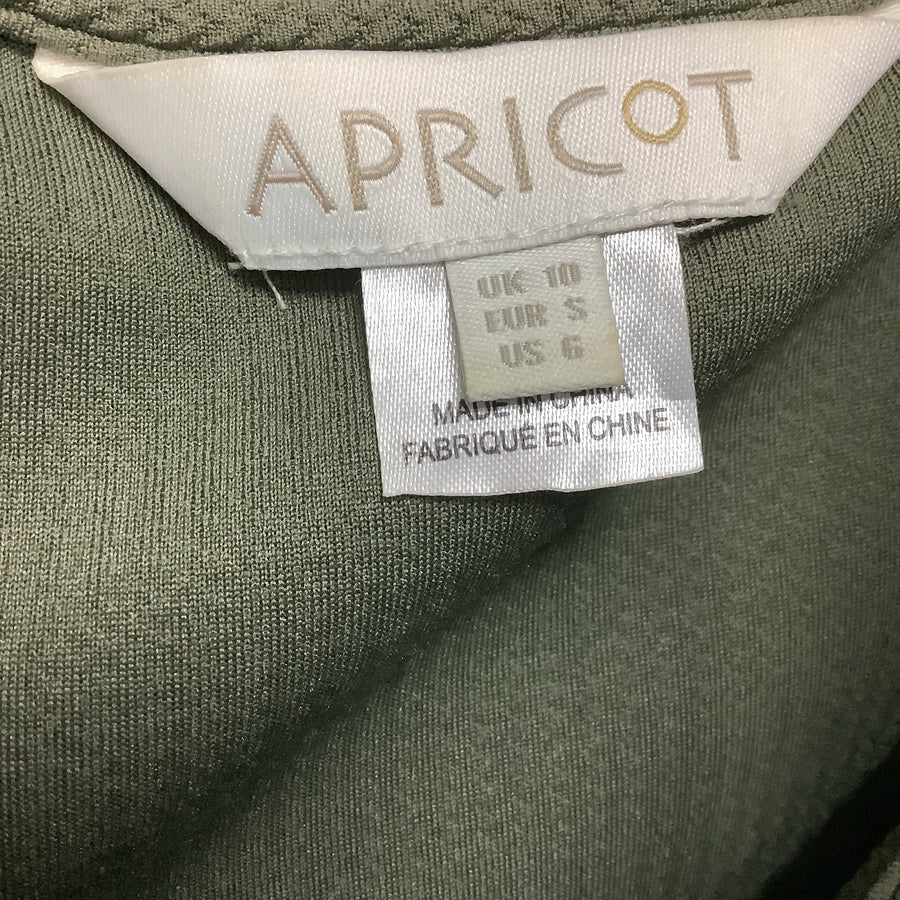 APRICOT
UK 10
EUR S
US 6
MADE IN CHINA
FABRIQUÉ EN CHINE